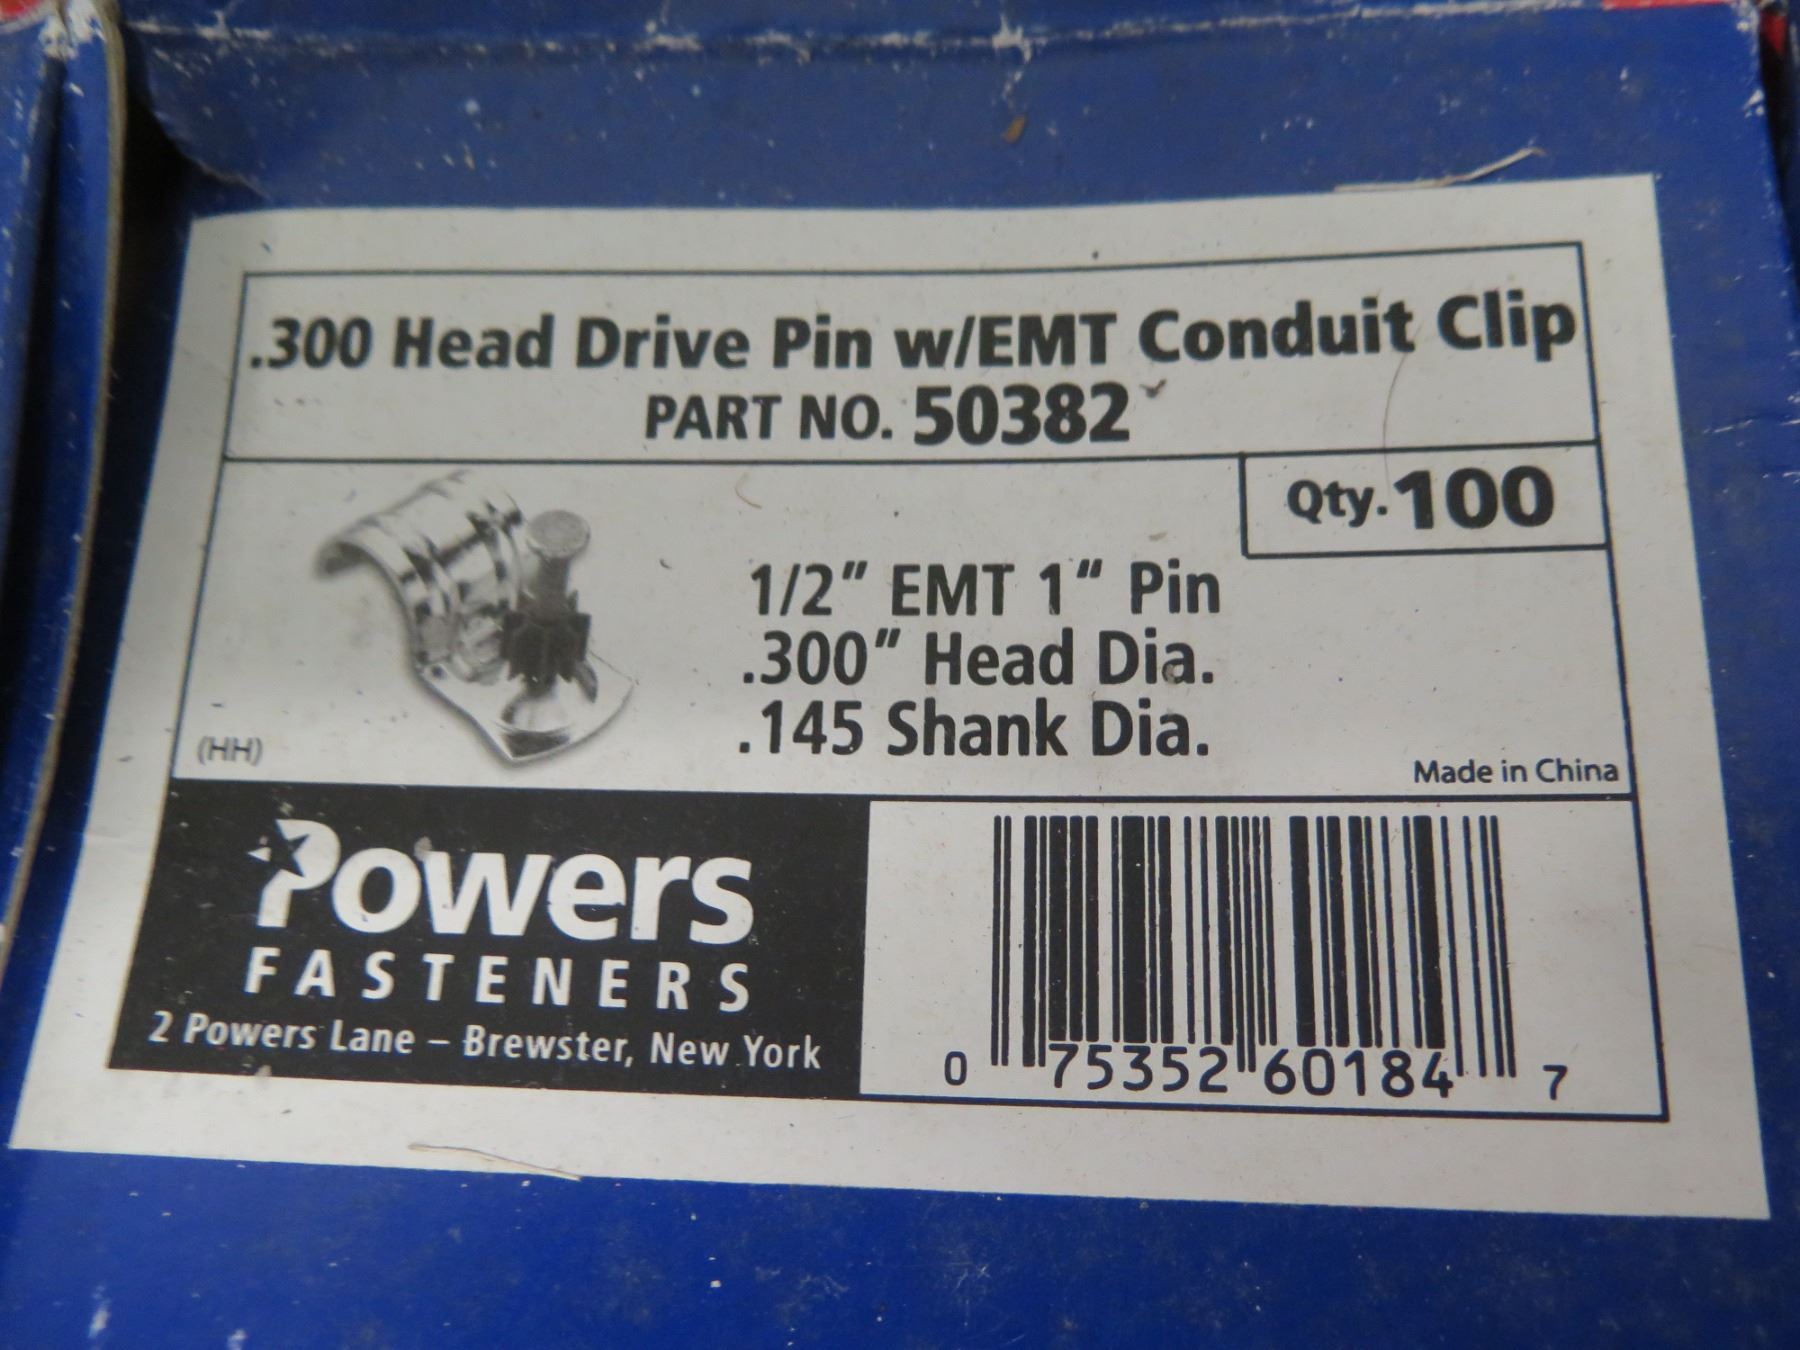 .300 Head Drive Pin w/EMT Conduit Clip
PART NO. 50382
Qty. 100
1/2" EMT 1" Pin
.300" Head Dia.
.145 Shank Dia.
(HH)
Made in China
Powers
FASTENERS
2 Powers Lane – Brewster, New York
0 75352 60184 7